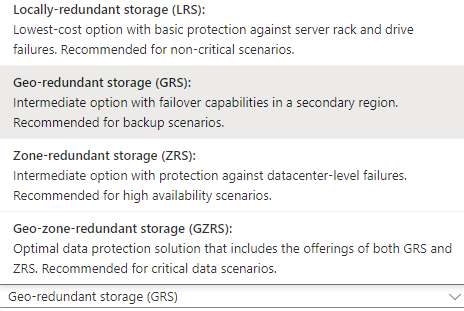 Locally-redundant storage (LRS):
Lowest-cost option with basic protection against server rack and drive
failures. Recommended for non-critical scenarios.
Geo-redundant storage (GRS):
Intermediate option with failover capabilities in a secondary region.
Recommended for backup scenarios.
Zone-redundant storage (ZRS):
Intermediate option with protection against datacenter-level failures.
Recommended for high availability scenarios.
Geo-zone-redundant storage (GZRS):
Optimal data protection solution that includes the offerings of both GRS and
ZRS. Recommended for critical data scenarios.
Geo-redundant storage (GRS)